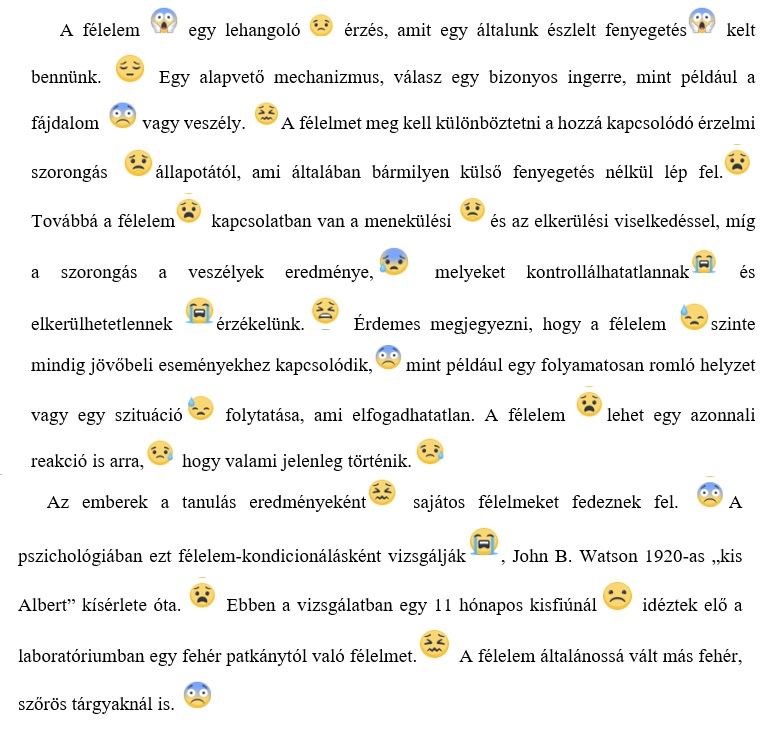 A félelem 😱 egy lehangoló 😟 érzés, amit egy általunk észlelt fenyegetés 😱 kelt
bennünk. 😔 Egy alapvető mechanizmus, válasz egy bizonyos ingerre, mint például a
fájdalom 😨 vagy veszély. 😖 A félelmet meg kell különböztetni a hozzá kapcsolódó érzelmi
szorongás 😟 állapotától, ami általában bármilyen külső fenyegetés nélkül lép fel. 😧
Továbbá a félelem 😧 kapcsolatban van a menekülési 😟 és az elkerülési viselkedéssel, míg
a szorongás a veszélyek eredménye, 😰 melyeket kontrollálhatatlannak 😭 és
elkerülhetetlennek 😭 érzékelünk. 😫 Érdemes megjegyezni, hogy a félelem 😓 szinte
mindig jövőbeli eseményekhez kapcsolódik, 😨 mint például egy folyamatosan romló helyzet
vagy egy szituáció 😓 folytatása, ami elfogadhatatlan. A félelem 😧 lehet egy azonnali
reakció is arra, 😢 hogy valami jelenleg történik. 😢
Az emberek a tanulás eredményeként 😖 sajátos félelmeket fedeznek fel. 😨 A
pszichológiában ezt félelem-kondicionálásként vizsgálják 😭, John B. Watson 1920-as „kis
Albert” kísérlete óta. 😧 Ebben a vizsgálatban egy 11 hónapos kisfiúnál ☹️ idéztek elő a
laboratóriumban egy fehér patkánytól való félelmet. 😖 A félelem általánossá vált más fehér,
szőrös tárgyaknál is. 😨